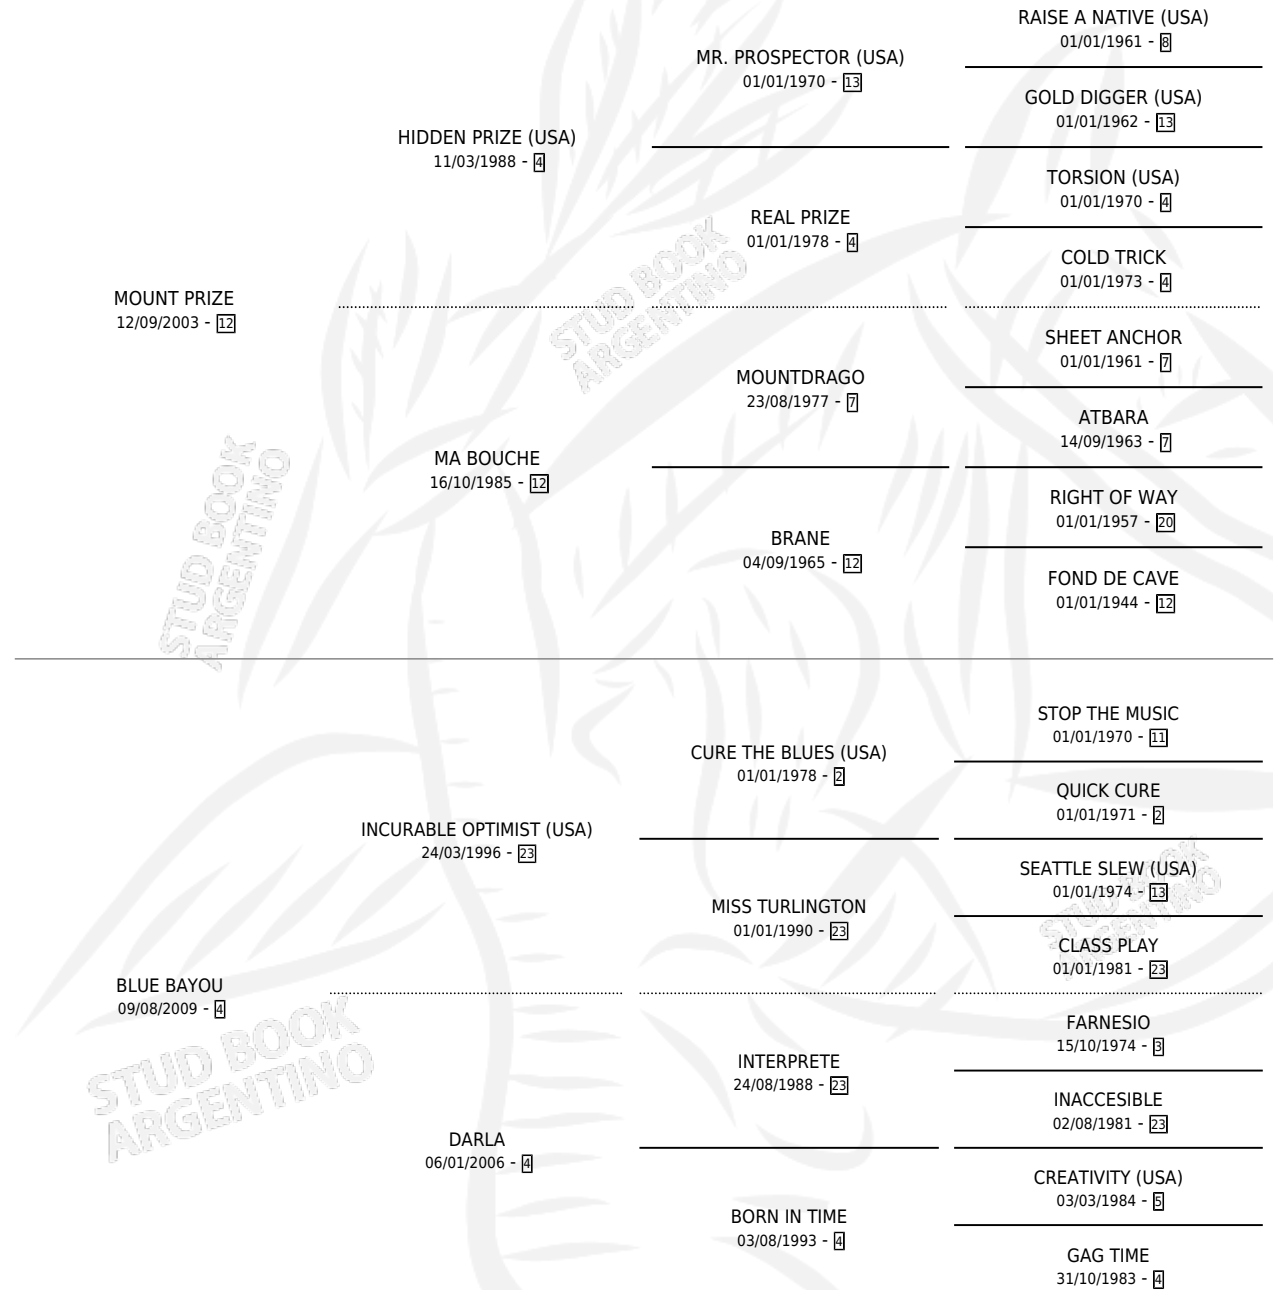 RAISE A NATIVE (USA)
01/01/1961 - 8
MR. PROSPECTOR (USA)
01/01/1970 - 13
GOLD DIGGER (USA)
01/01/1962 - 13
HIDDEN PRIZE (USA)
11/03/1988 - 4
TORSION (USA)
01/01/1970 - 4
REAL PRIZE
01/01/1978 - 4
COLD TRICK
01/01/1973 - 4
MOUNT PRIZE
12/09/2003 - 12
STUD BOOK
ARGENTINO
SHEET ANCHOR
01/01/1961 - 7
MOUNTDRAGO
23/08/1977 - 7
ATBARA
14/09/1963 - 7
MA BOUCHE
16/10/1985 - 12
RIGHT OF WAY
01/01/1957 - 20
BRANE
04/09/1965 - 12
FOND DE CAVE
01/01/1944 - 12
STUD BOOK
ARGENTINO
STOP THE MUSIC
01/01/1970 - 11
CURE THE BLUES (USA)
01/01/1978 - 2
QUICK CURE
01/01/1971 - 2
INCURABLE OPTIMIST (USA)
24/03/1996 - 23
SEATTLE SLEW (USA)
01/01/1974 - 13
MISS TURLINGTON
01/01/1990 - 23
STUD BOOK
ARGENTINO
CLASS PLAY
01/01/1981 - 23
BLUE BAYOU
09/08/2009 - 4
STUD BOOK
ARGENTINO
FARNESIO
15/10/1974 - 3
INTERPRETE
24/08/1988 - 23
INACCESIBLE
02/08/1981 - 23
DARLA
06/01/2006 - 4
CREATIVITY (USA)
03/03/1984 - 5
BORN IN TIME
03/08/1993 - 4
GAG TIME
31/10/1983 - 4